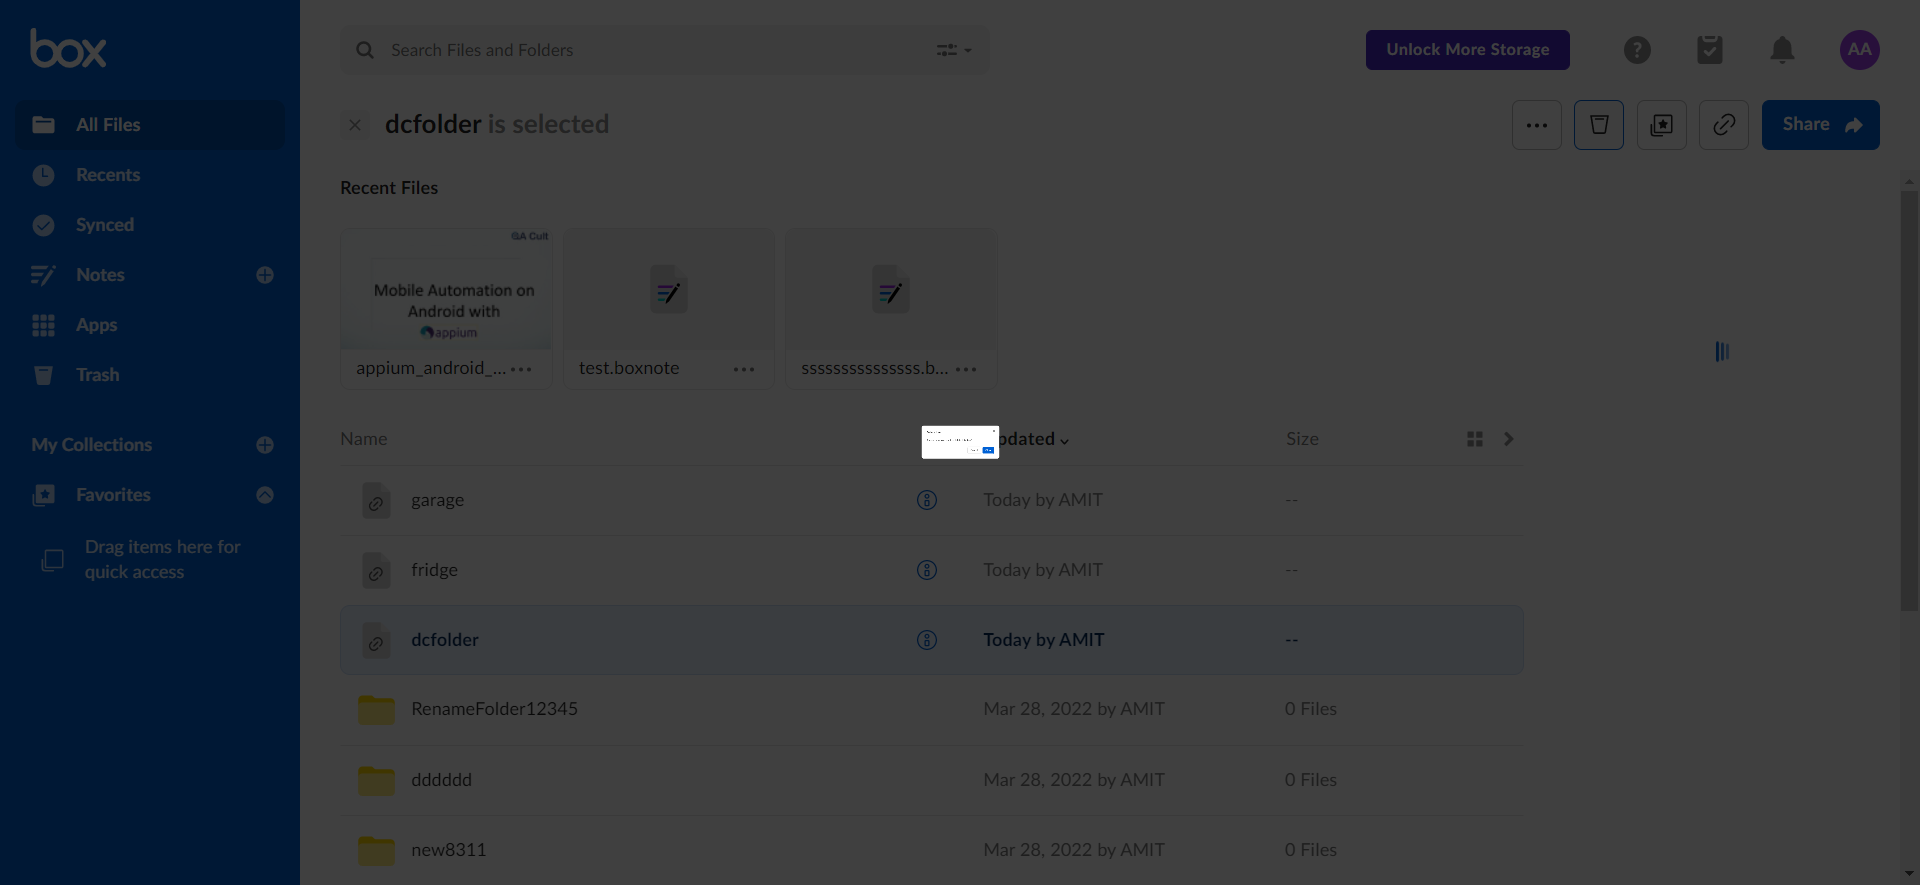 box
Search Files and Folders
Unlock More Storage
?
AA
All Files
Recents
Synced
Notes
Apps
Trash
My Collections
Favorites
Drag items here for
quick access
dcfolder is selected
Share
Recent Files
QA Cult
Mobile Automation on
Android with
appium
appium_android_...
test.boxnote
sssssssssssssss.b...
Name
pdated
Size
garage
Today by AMIT
--
fridge
Today by AMIT
--
dcfolder
Today by AMIT
--
RenameFolder12345
Mar 28, 2022 by AMIT
0 Files
dddddd
Mar 28, 2022 by AMIT
0 Files
new8311
Mar 28, 2022 by AMIT
0 Files